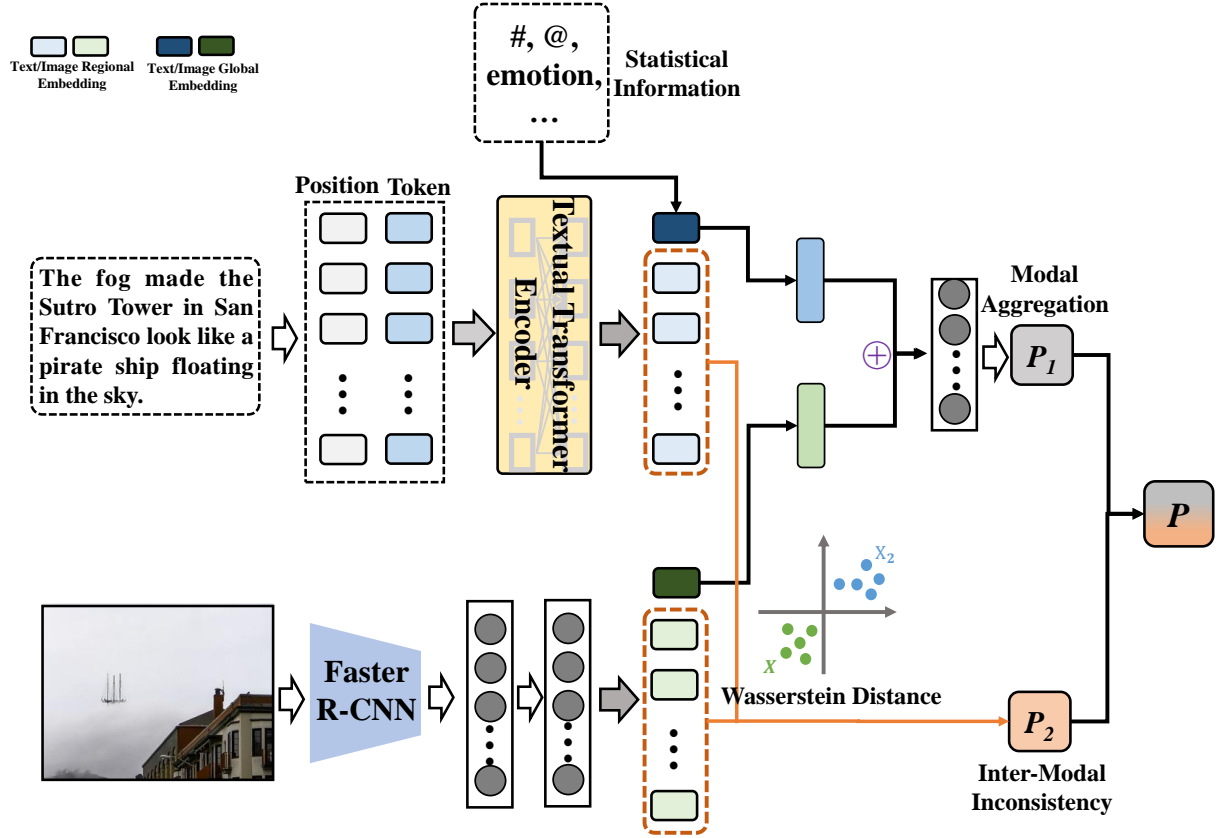 Text/Image Regional
Embedding
Text/Image Global
Embedding
#, @,
emotion,
...
Statistical
Information
Position
Token
The fog made the
Sutro Tower in San
Francisco look like a
pirate ship floating
in the sky.
Textual Transformer
Encoder
Modal
Aggregation
P1
P
X2
X
Wasserstein Distance
Faster
R-CNN
P2
Inter-Modal
Inconsistency